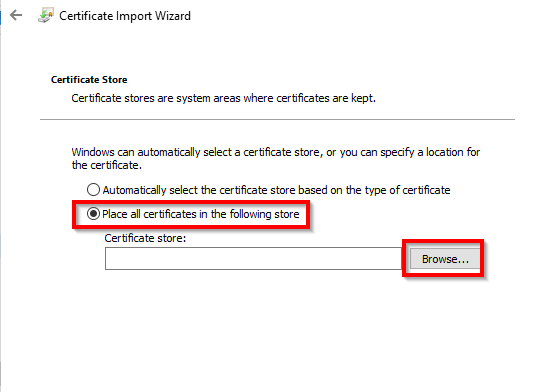 Certificate Import Wizard
Certificate Store
Certificate stores are system areas where certificates are kept.
Windows can automatically select a certificate store, or you can specify a location for
the certificate.
Automatically select the certificate store based on the type of certificate
Place all certificates in the following store
Certificate store:
Browse...